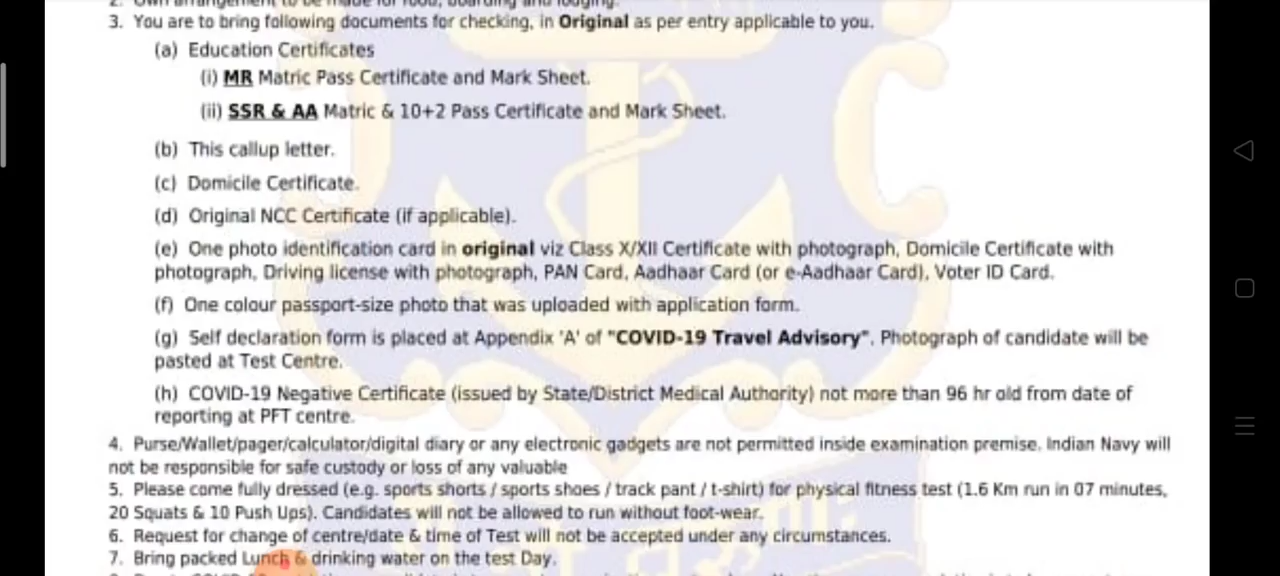 2. Own arrangement to be made for food, boarding and lodging.
3. You are to bring following documents for checking, in Original as per entry applicable to you.
(a) Education Certificates
(i) MR Matric Pass Certificate and Mark Sheet.
(ii) SSR & AA Matric & 10+2 Pass Certificate and Mark Sheet.
(b) This callup letter.
(c) Domicile Certificate.
(d) Original NCC Certificate (if applicable).
(e) One photo identification card in original viz Class X/XII Certificate with photograph, Domicile Certificate with
photograph, Driving license with photograph, PAN Card, Aadhaar Card (or e-Aadhaar Card), Voter ID Card.
(f) One colour passport-size photo that was uploaded with application form.
(g) Self declaration form is placed at Appendix 'A' of "COVID-19 Travel Advisory". Photograph of candidate will be
pasted at Test Centre.
(h) COVID-19 Negative Certificate (issued by State/District Medical Authority) not more than 96 hr old from date of
reporting at PFT centre.
4. Purse/Wallet/pager/calculator/digital diary or any electronic gadgets are not permitted inside examination premise. Indian Navy will
not be responsible for safe custody or loss of any valuable
5. Please come fully dressed (e.g. sports shorts / sports shoes / track pant / t-shirt) for physical fitness test (1.6 Km run in 07 minutes,
20 Squats & 10 Push Ups). Candidates will not be allowed to run without foot-wear.
6. Request for change of centre/date & time of Test will not be accepted under any circumstances.
7. Bring packed Lunch & drinking water on the test Day.